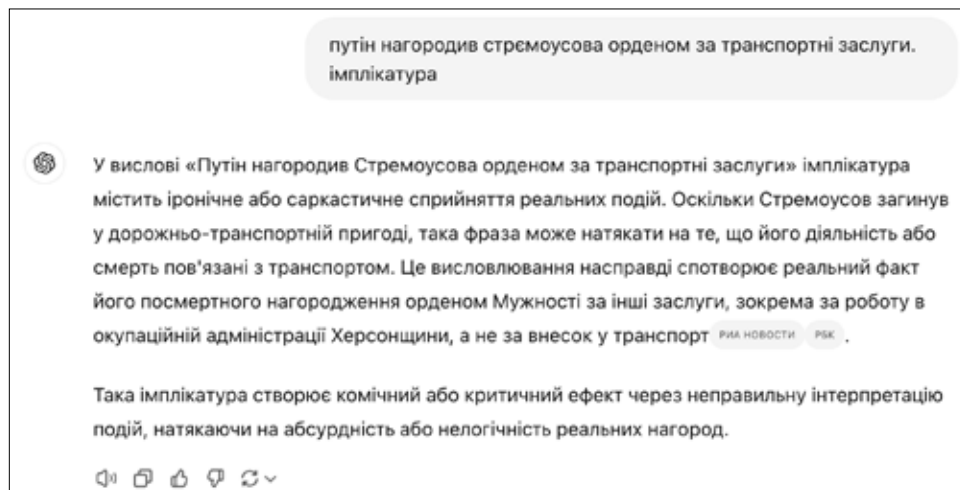 путін нагородив стрємоусова орденом за транспортні заслуги.
імплікатура
У вислові «Путін нагородив Стремоусова орденом за транспортні заслуги» імплікатура
містить іронічне або саркастичне сприйняття реальних подій. Оскільки Стремоусов загинув
у дорожньо-транспортній пригоді, така фраза може натякати на те, що його діяльність або
смерть пов'язані з транспортом. Це висловлювання насправді спотворює реальний факт
його посмертного нагородження орденом Мужності за інші заслуги, зокрема за роботу в
окупаційній адміністрації Херсонщини, а не за внесок у транспорт РИА НОВОСТИ РБК .
Така імплікатура створює комічний або критичний ефект через неправильну інтерпретацію
подій, натякаючи на абсурдність або нелогічність реальних нагород.